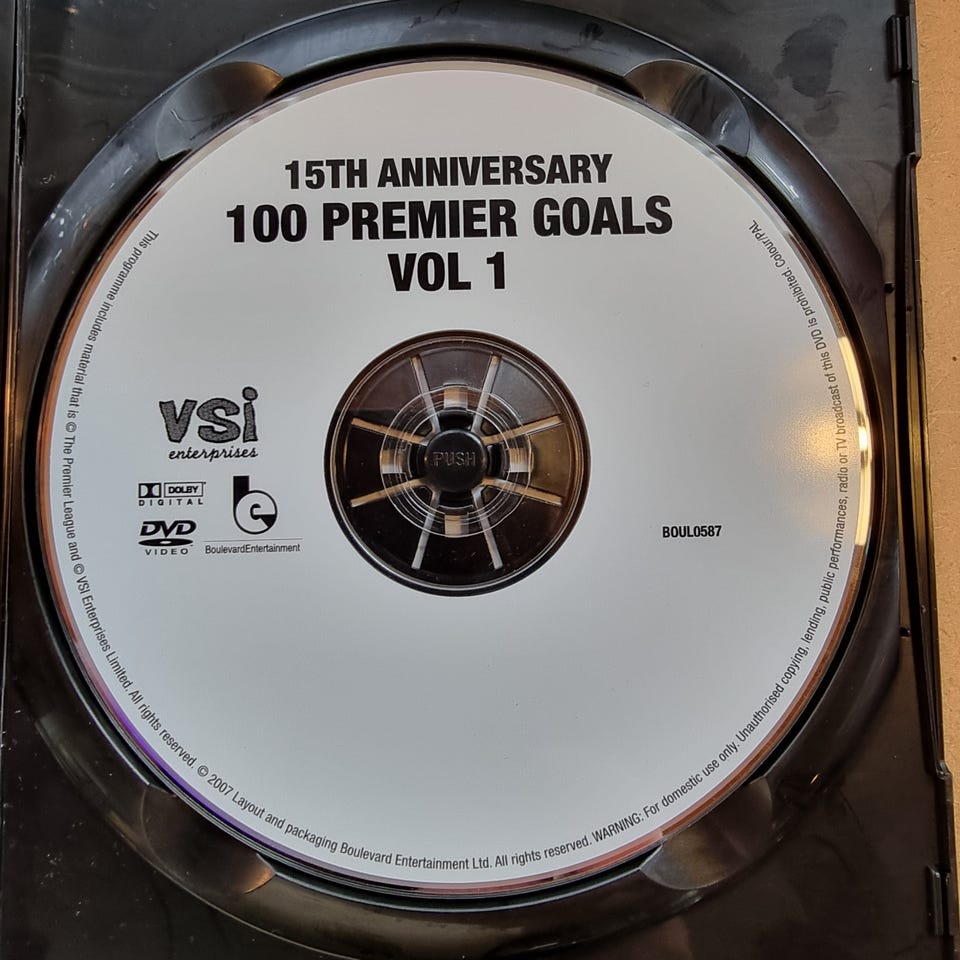 15TH ANNIVERSARY
100 PREMIER GOALS
VOL 1
vsi
enterprises
DOLBY
DIGITAL
DVD
VIDEO
BoulevardEntertainment
PUSH
BOUL0587
This programme includes material that is © The Premier League and © VSI Enterprises Limited. All rights reserved. © 2007 Layout and packaging Boulevard Entertainment Ltd. All rights reserved. WARNING: For domestic use only. Unauthorised copying, lending, public performances, radio or TV broadcast of this DVD is prohibited. Colour/PAL